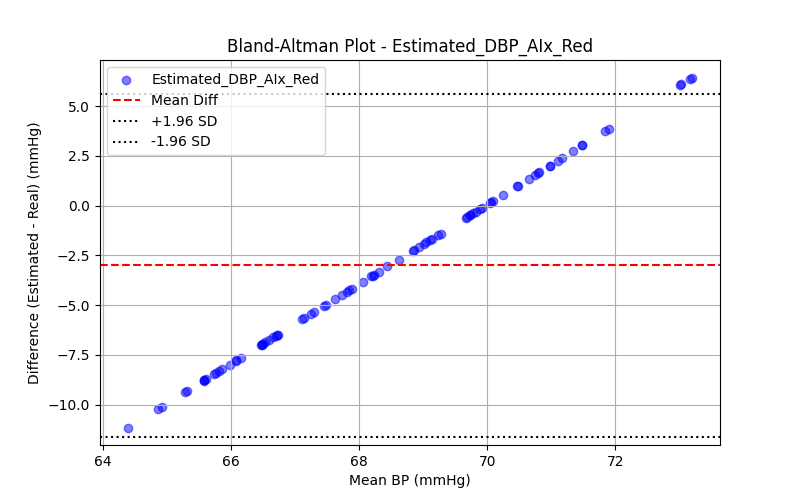 Bland-Altman Plot - Estimated_DBP_AIx_Red
Estimated_DBP_AIx_Red
Mean Diff
+1.96 SD
-1.96 SD
Difference (Estimated - Real) (mmHg)
5.0
2.5
0.0
−2.5
−5.0
−7.5
−10.0
64
66
68
70
72
Mean BP (mmHg)